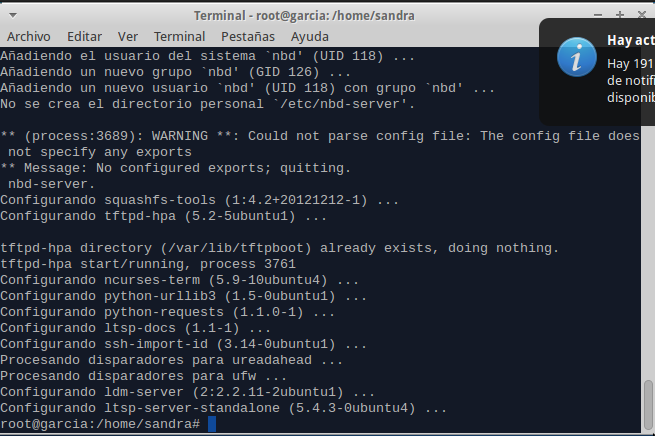 Terminal - root@garcia: /home/sandra
Archivo Editar Ver Terminal Pestañas Ayuda
Añadiendo el usuario del sistema `nbd' (UID 118) ...
Añadiendo un nuevo grupo `nbd' (GID 126) ...
Añadiendo un nuevo usuario `nbd' (UID 118) con grupo `nbd' ...
No se crea el directorio personal `/etc/nbd-server'.
** (process:3689): WARNING **: Could not parse config file: The config file does
not specify any exports
** Message: No configured exports; quitting.
nbd-server.
Configurando squashfs-tools (1:4.2+20121212-1) ...
Configurando tftpd-hpa (5.2-5ubuntu1) ...
tftpd-hpa directory (/var/lib/tftpboot) already exists, doing nothing.
tftpd-hpa start/running, process 3761
Configurando ncurses-term (5.9-10ubuntu4) ...
Configurando python-urllib3 (1.5-0ubuntu1) ...
Configurando python-requests (1.1.0-1) ...
Configurando ltsp-docs (1.1-1) ...
Configurando ssh-import-id (3.14-0ubuntu1) ...
Procesando disparadores para ureadahead ...
Procesando disparadores para ufw ...
Configurando ldm-server (2:2.2.11-2ubuntu1) ...
Configurando ltsp-server-standalone (5.4.3-0ubuntu4) ...
root@garcia:/home/sandra#
Hay act
Hay 191
de notifi
disponib